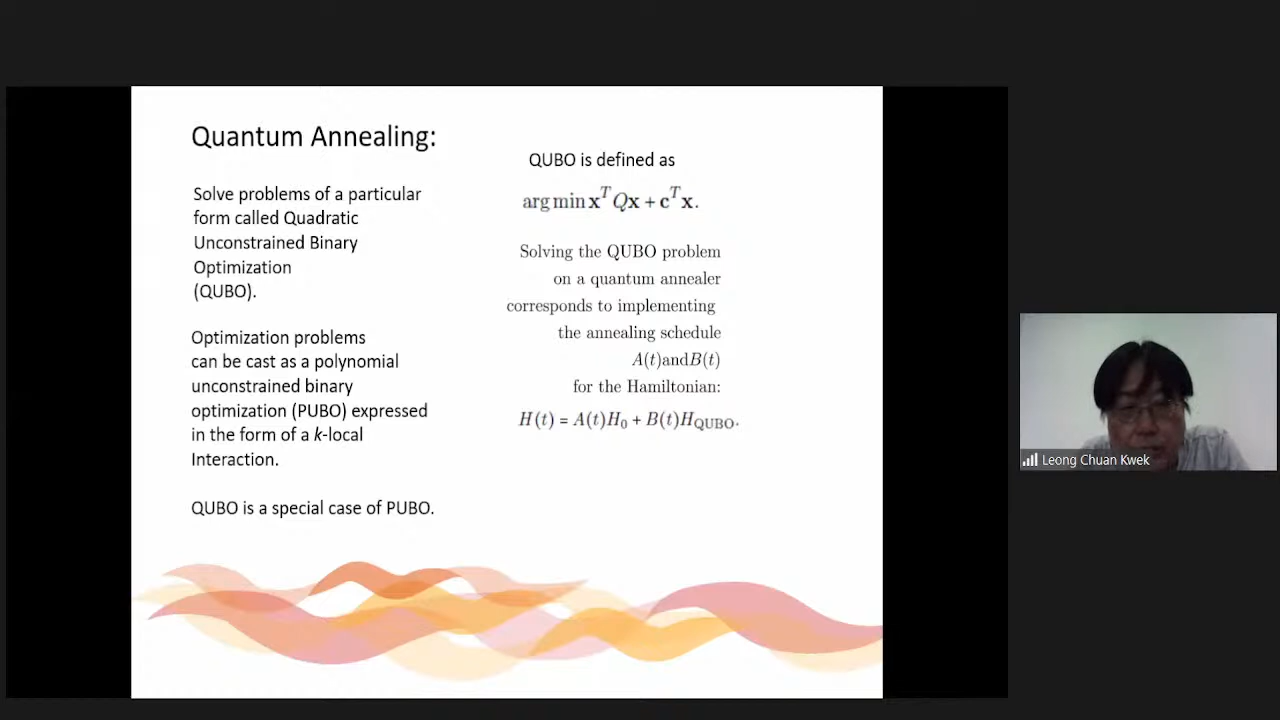 Quantum Annealing:
Solve problems of a particular
form called Quadratic
Unconstrained Binary
Optimization
(QUBO).
Optimization problems
can be cast as a polynomial
unconstrained binary
optimization (PUBO) expressed
in the form of a k-local
Interaction.
QUBO is a special case of PUBO.
QUBO is defined as
arg min x^T Qx + c^T x.
Solving the QUBO problem
on a quantum annealer
corresponds to implementing
the annealing schedule
A(t)andB(t)
for the Hamiltonian:
H(t) = A(t)H₀ + B(t)H_QUBO.
Leong Chuan Kwek